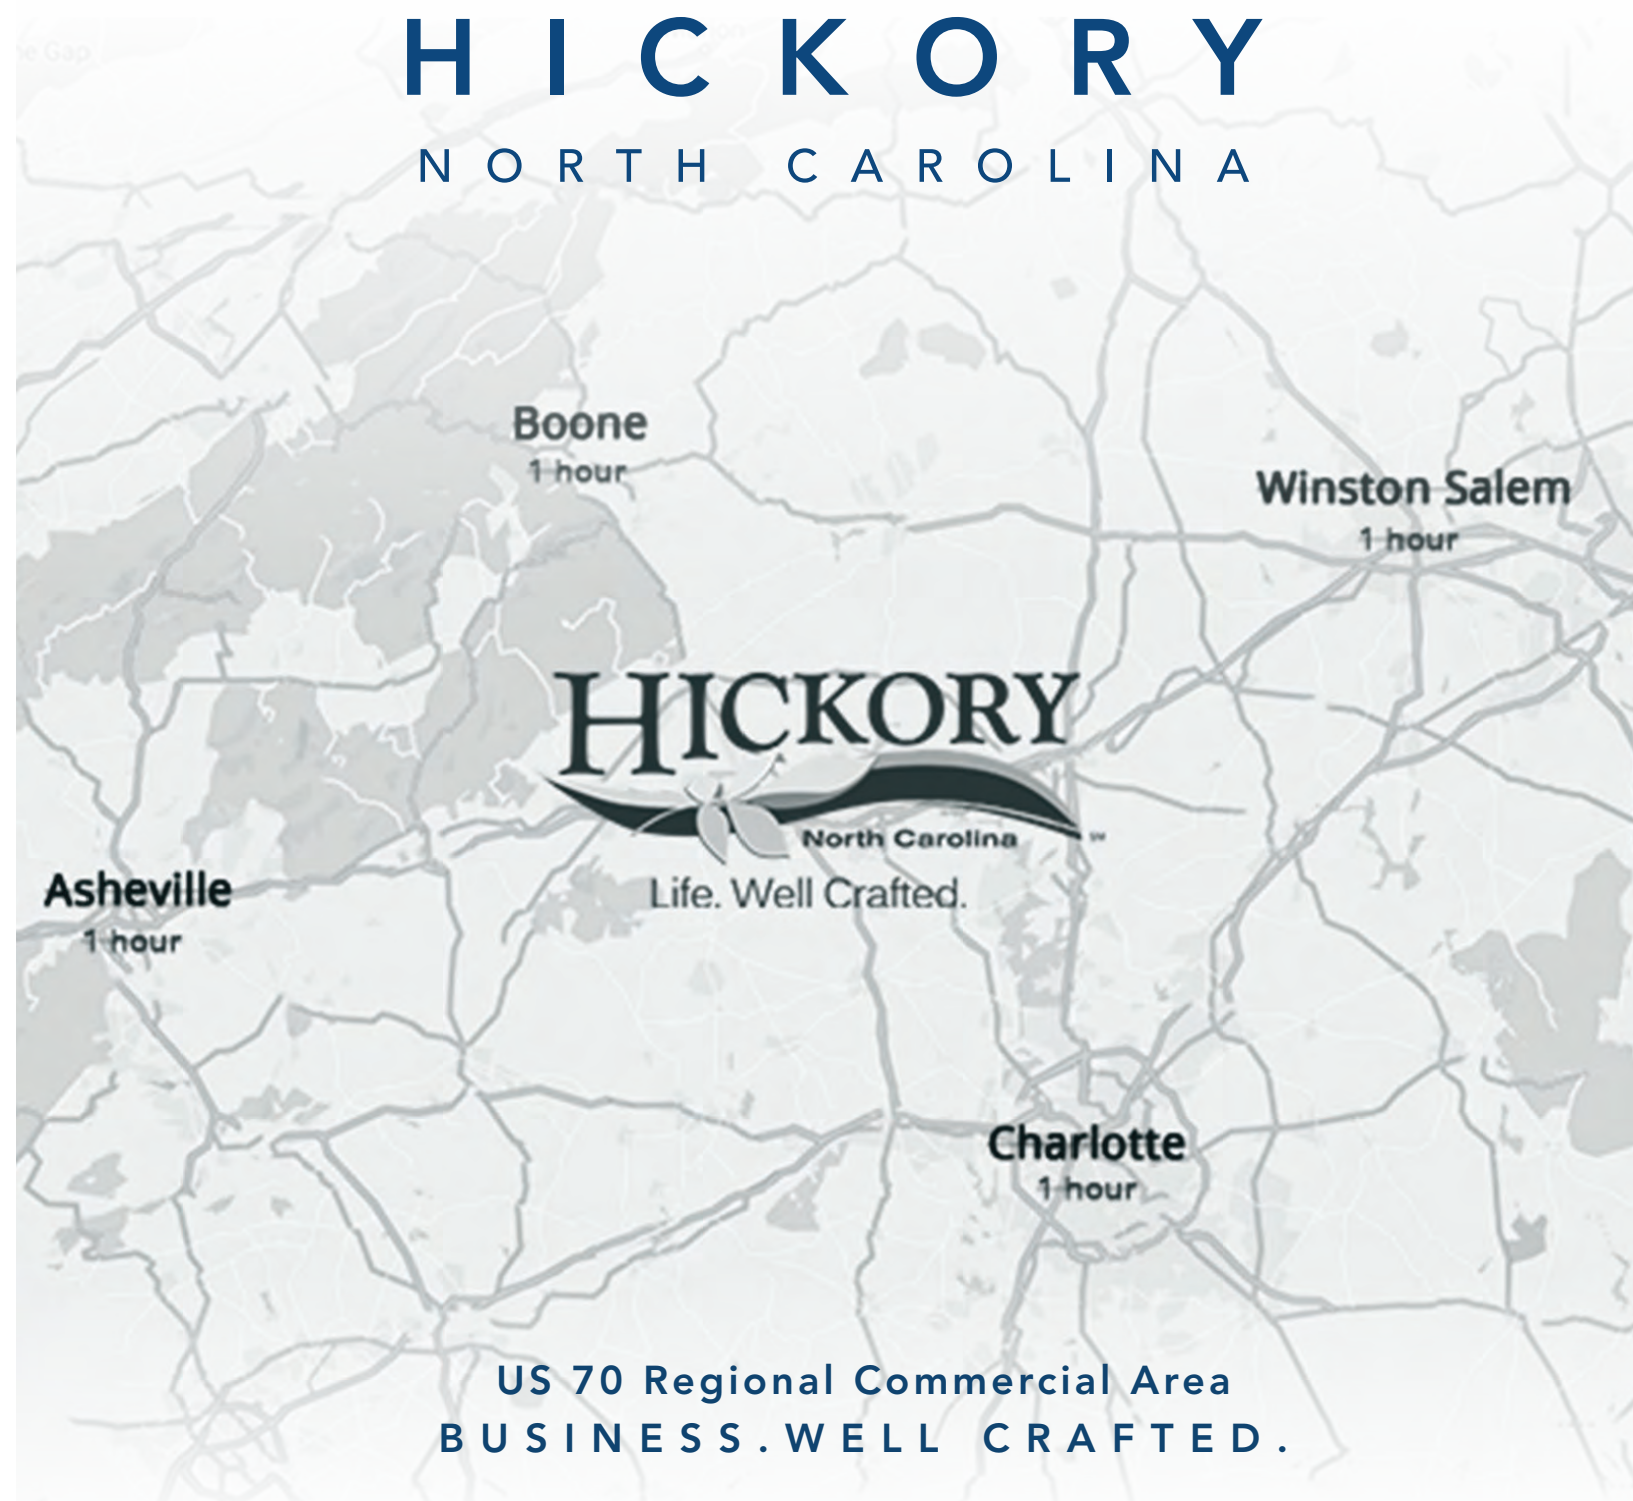 HICKORY
NORTH CAROLINA
Boone
1 hour
Winston Salem
1 hour
HICKORY
North Carolina
Life. Well Crafted.
Asheville
1 hour
Charlotte
1 hour
US 70 Regional Commercial Area
BUSINESS. WELL CRAFTED.